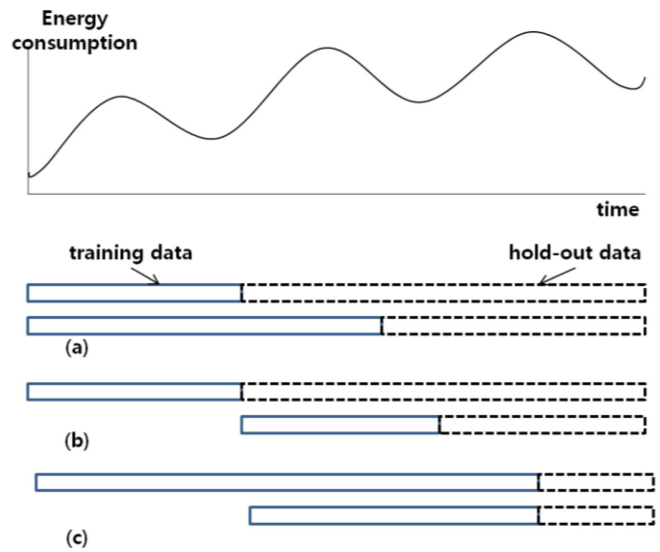 Energy
consumption
time
training data
hold-out data
(a)
(b)
(c)